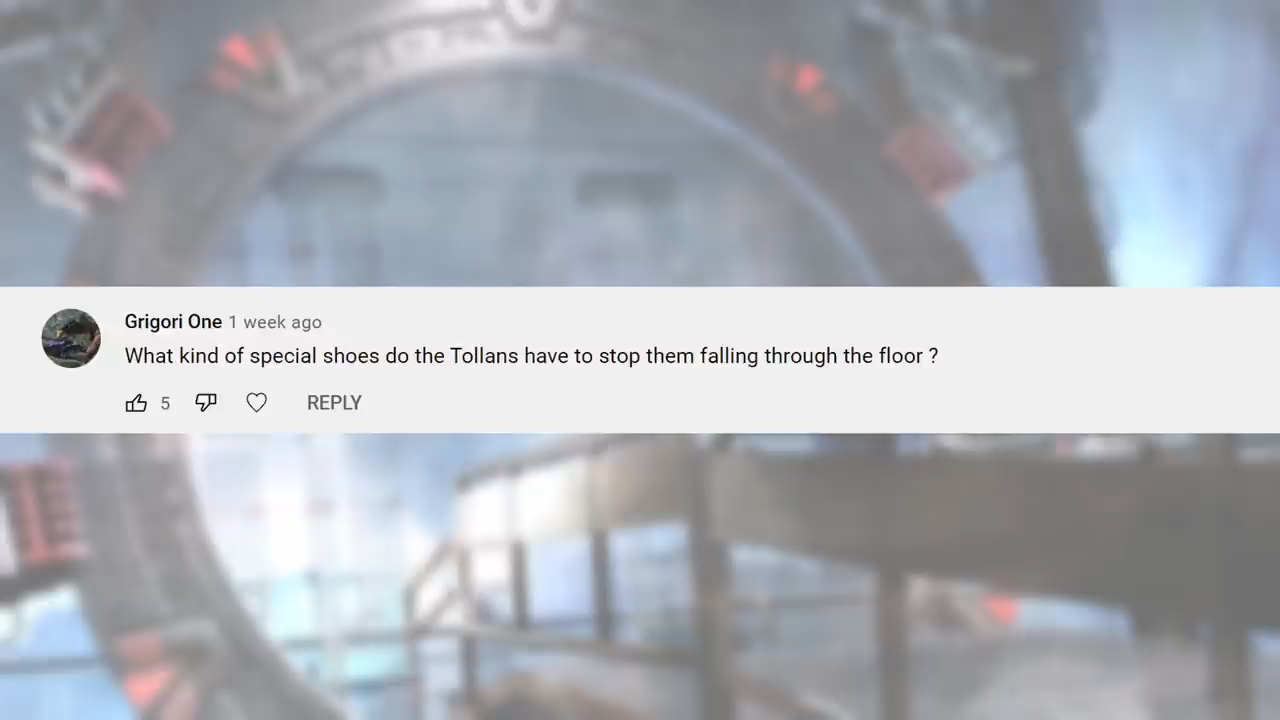 Grigori One 1 week ago
What kind of special shoes do the Tollans have to stop them falling through the floor ?
5 REPLY